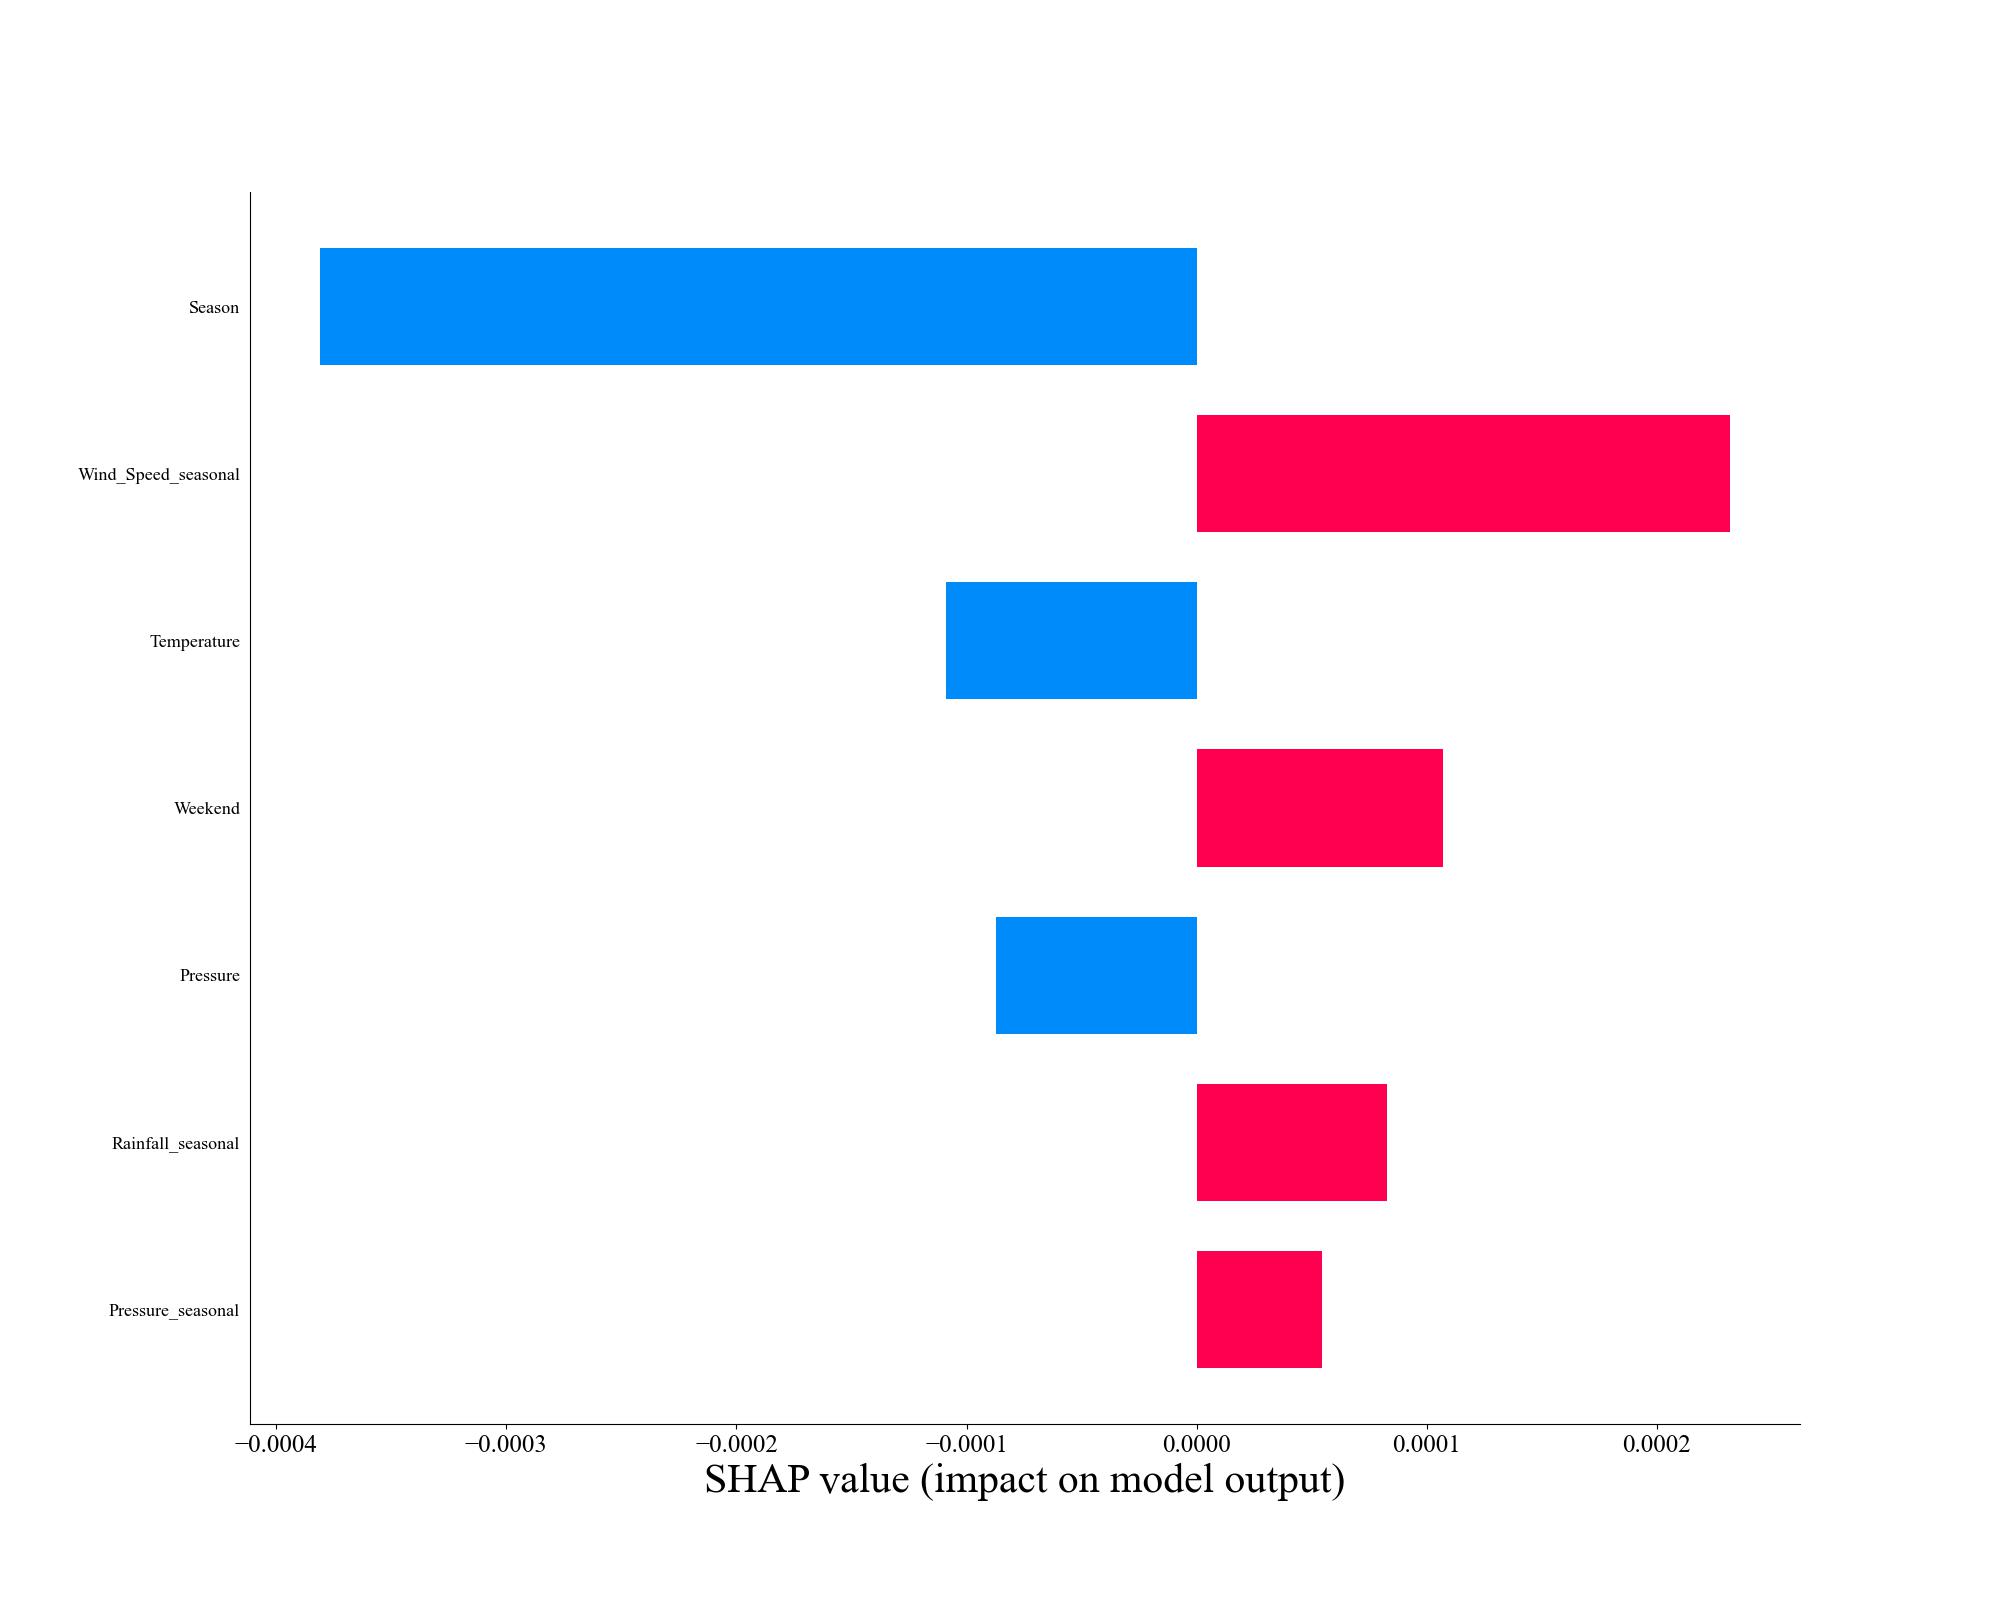 Season
Wind_Speed_seasonal
Temperature
Weekend
Pressure
Rainfall_seasonal
Pressure_seasonal
−0.0004 −0.0003 −0.0002 −0.0001 0.0000 0.0001 0.0002
SHAP value (impact on model output)